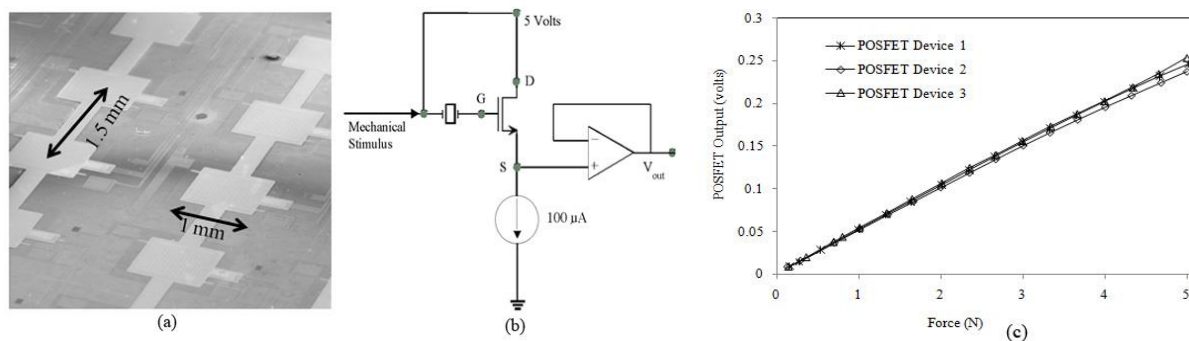 1.5 mm
1 mm
(a)
5 Volts
D
G
Mechanical
Stimulus
S
−
+
V out
100 µA
(b)
POSFET Output (volts)
0.25
0.2
0.15
0.1
0.05
0
POSFET Device 1
POSFET Device 2
POSFET Device 3
0 1 2 3 4 5
Force (N)
(c)